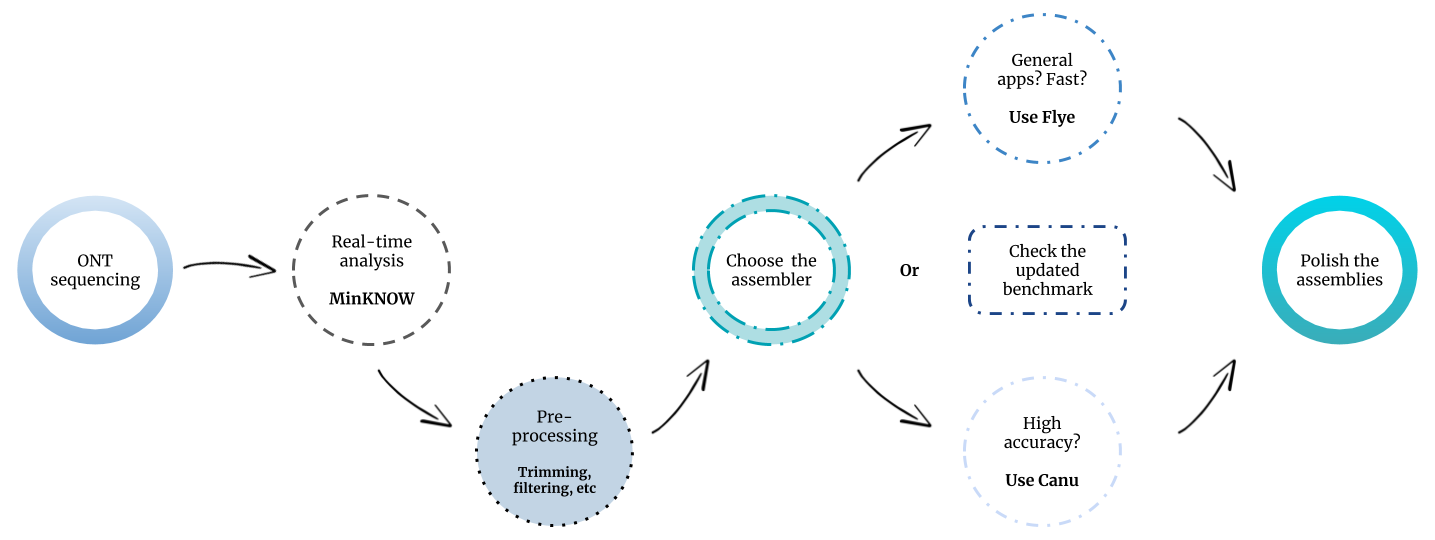 ONT
sequencing
Real-time
analysis
MinKNOW
Pre-
processing
Trimming,
filtering, etc
Choose the
assembler
General
apps? Fast?
Use Flye
Or
Check the
updated
benchmark
High
accuracy?
Use Canu
Polish the
assemblies